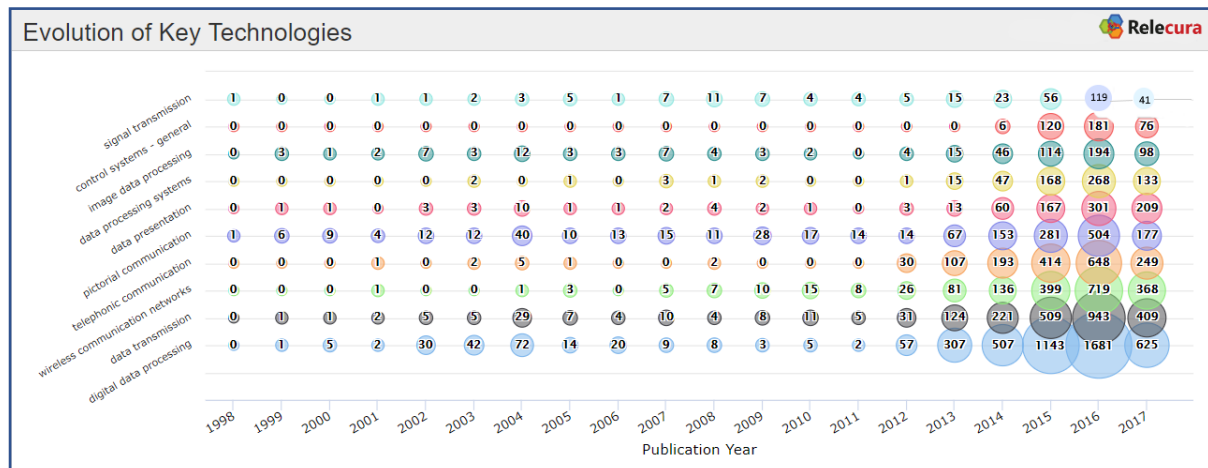 Evolution of Key Technologies
Relecura
signal transmission 1 0 0 1 1 2 3 5 1 7 11 7 4 4 5 15 23 56 119 41
control systems - general 0 0 0 0 0 0 0 0 0 0 0 0 0 0 0 0 6 120 181 76
image data processing 0 3 1 2 7 3 12 3 3 7 4 3 2 0 4 15 46 114 194 98
data processing systems 0 0 0 0 0 2 0 1 0 3 1 2 0 0 1 15 47 168 268 133
data presentation 0 1 1 0 3 3 10 1 1 2 4 2 1 0 3 13 60 167 301 209
pictorial communication 1 6 9 4 12 12 40 10 13 15 11 28 17 14 14 67 153 281 504 177
telephonic communication 0 0 0 1 0 2 5 1 0 0 2 0 0 0 30 107 193 414 648 249
wireless communication networks 0 0 0 1 0 0 1 3 0 5 7 10 15 8 26 81 136 399 719 368
data transmission 0 1 1 2 5 5 29 7 4 10 4 8 11 5 31 124 221 509 943 409
digital data processing 0 1 5 2 30 42 72 14 20 9 8 3 5 2 57 307 507 1143 1681 625
1998 1999 2000 2001 2002 2003 2004 2005 2006 2007 2008 2009 2010 2011 2012 2013 2014 2015 2016 2017
Publication Year